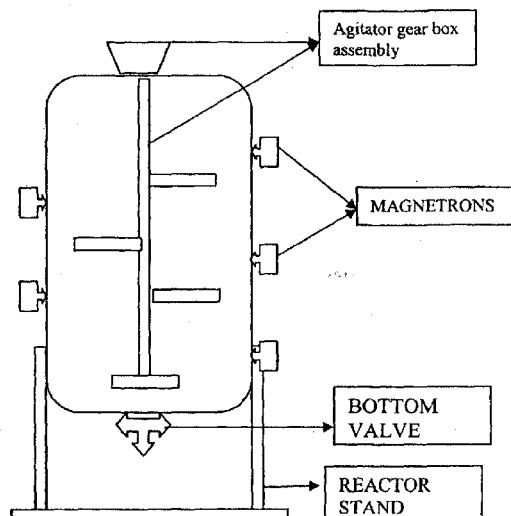 Agitator gear box
assembly
MAGNETRONS
BOTTOM
VALVE
REACTOR
STAND